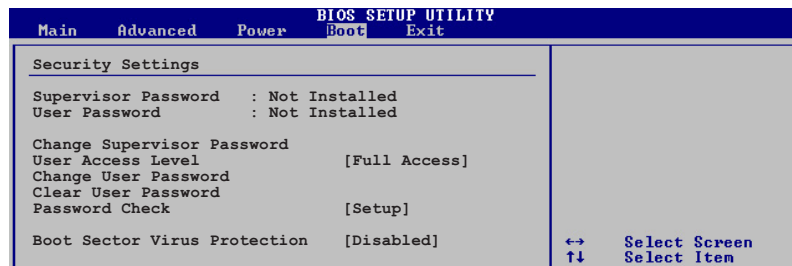 BIOS SETUP UTILITY
Main Advanced Power Boot Exit
Security Settings
Supervisor Password : Not Installed
User Password : Not Installed
Change Supervisor Password
User Access Level [Full Access]
Change User Password
Clear User Password
Password Check [Setup]
Boot Sector Virus Protection [Disabled]
←→ Select Screen
↑↓ Select Item